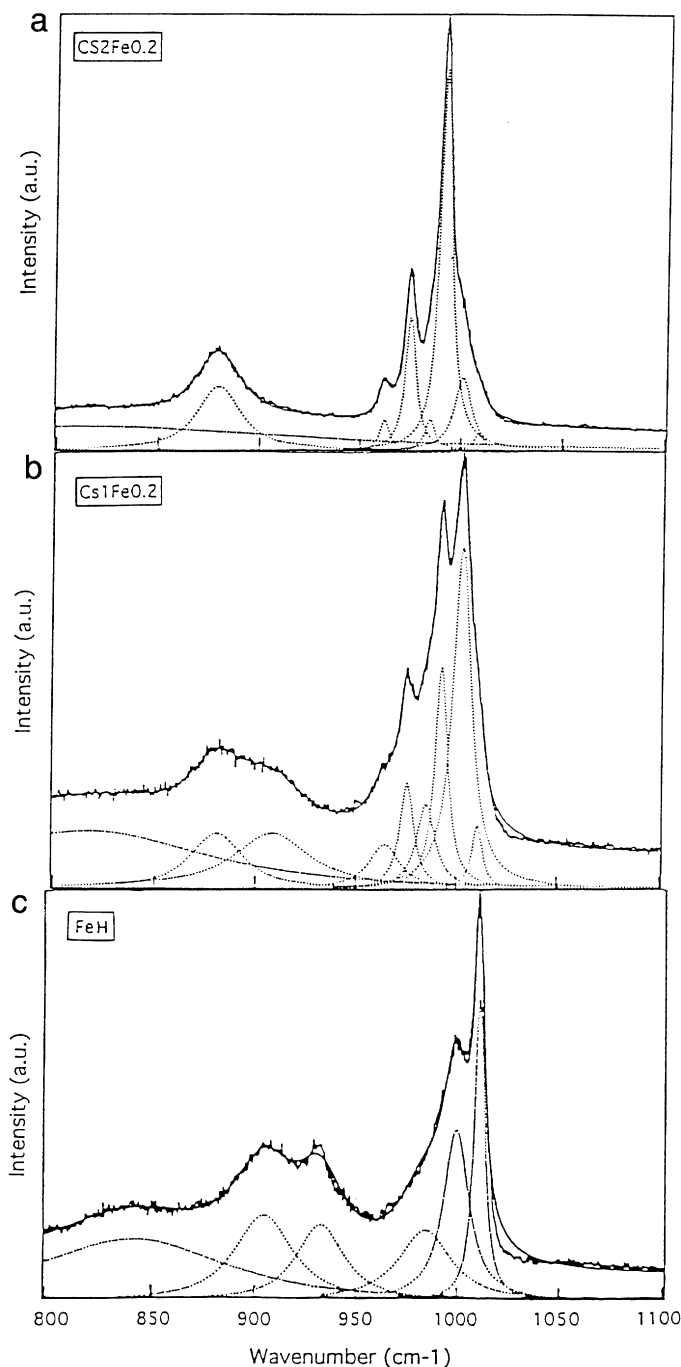 a
CS2Fe0.2
Intensity (a.u.)
b
Cs1Fe0.2
Intensity (a.u.)
c
FeH
Intensity (a.u.)
800 850 900 950 1000 1050 1100
Wavenumber (cm-1)